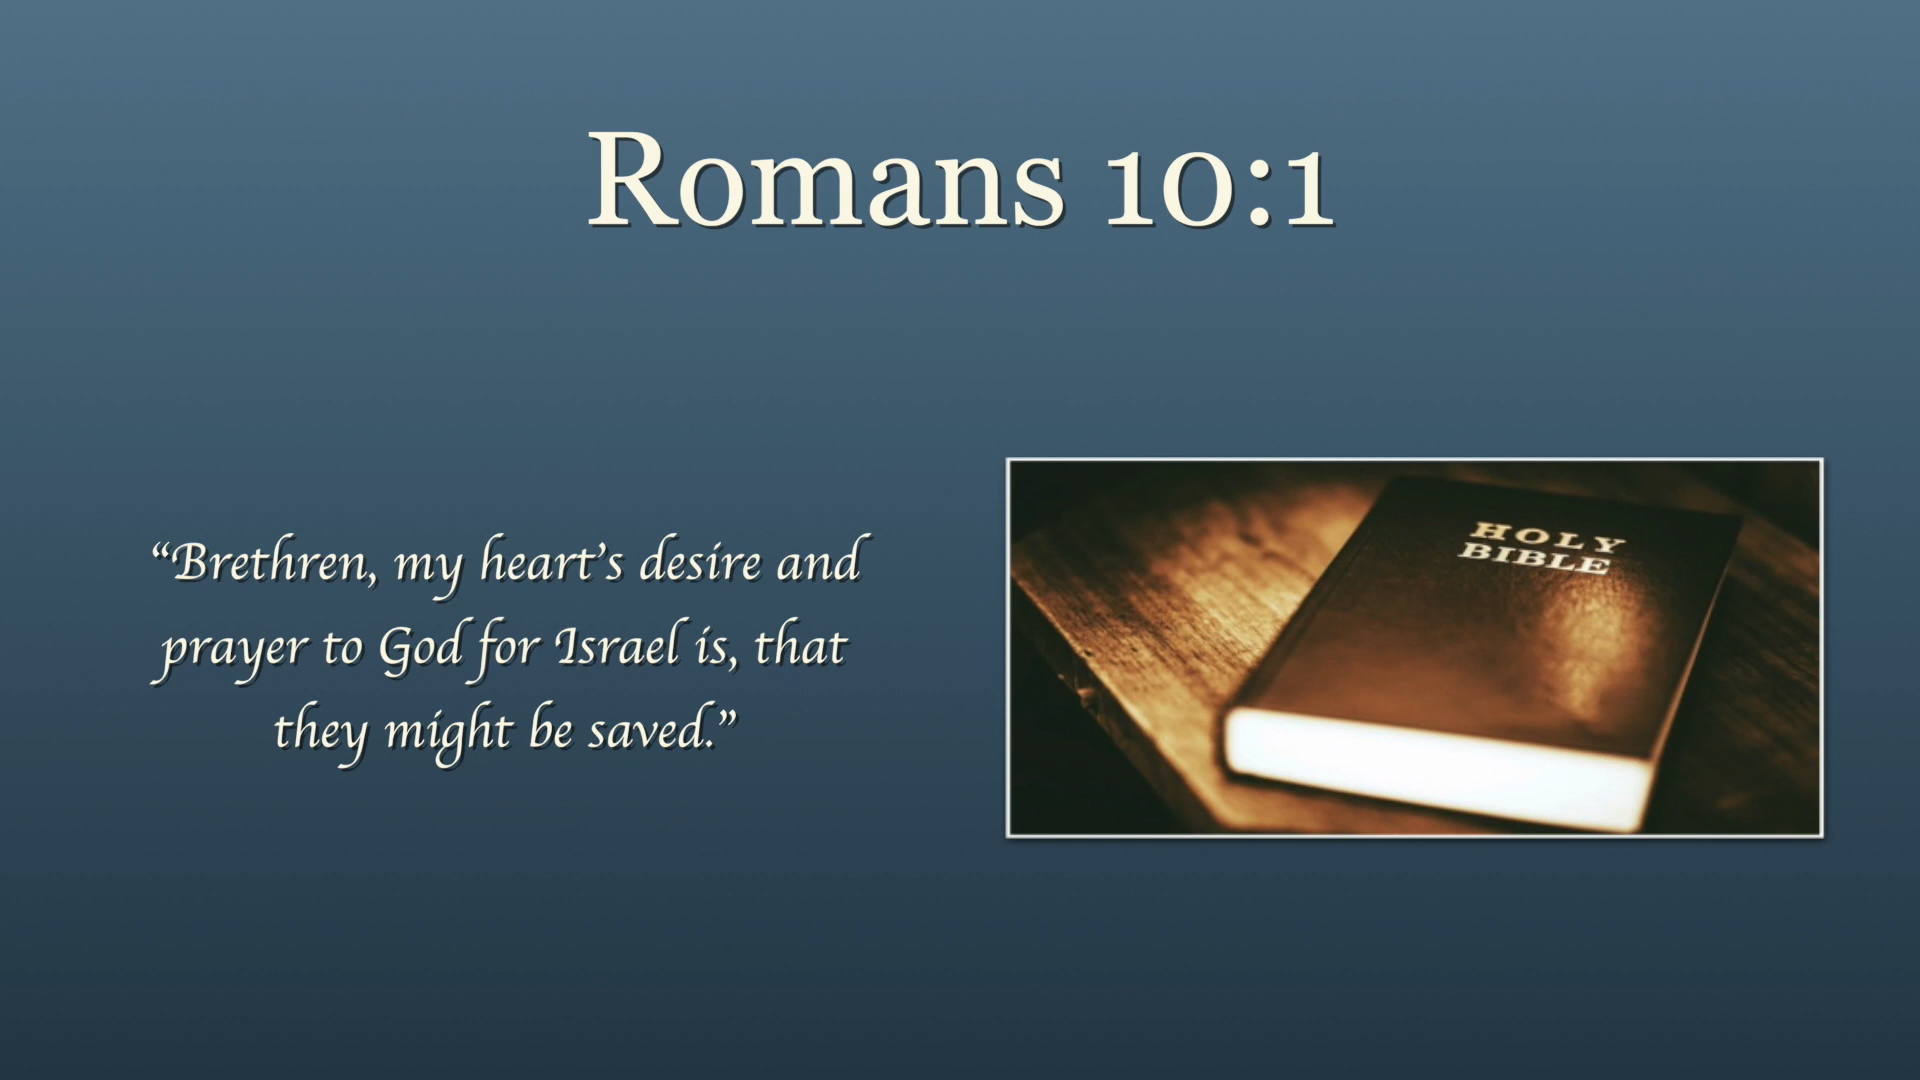 Romans 10:1
“Brethren, my heart’s desire and
prayer to God for Israel is, that
they might be saved.”
HOLY
BIBLE